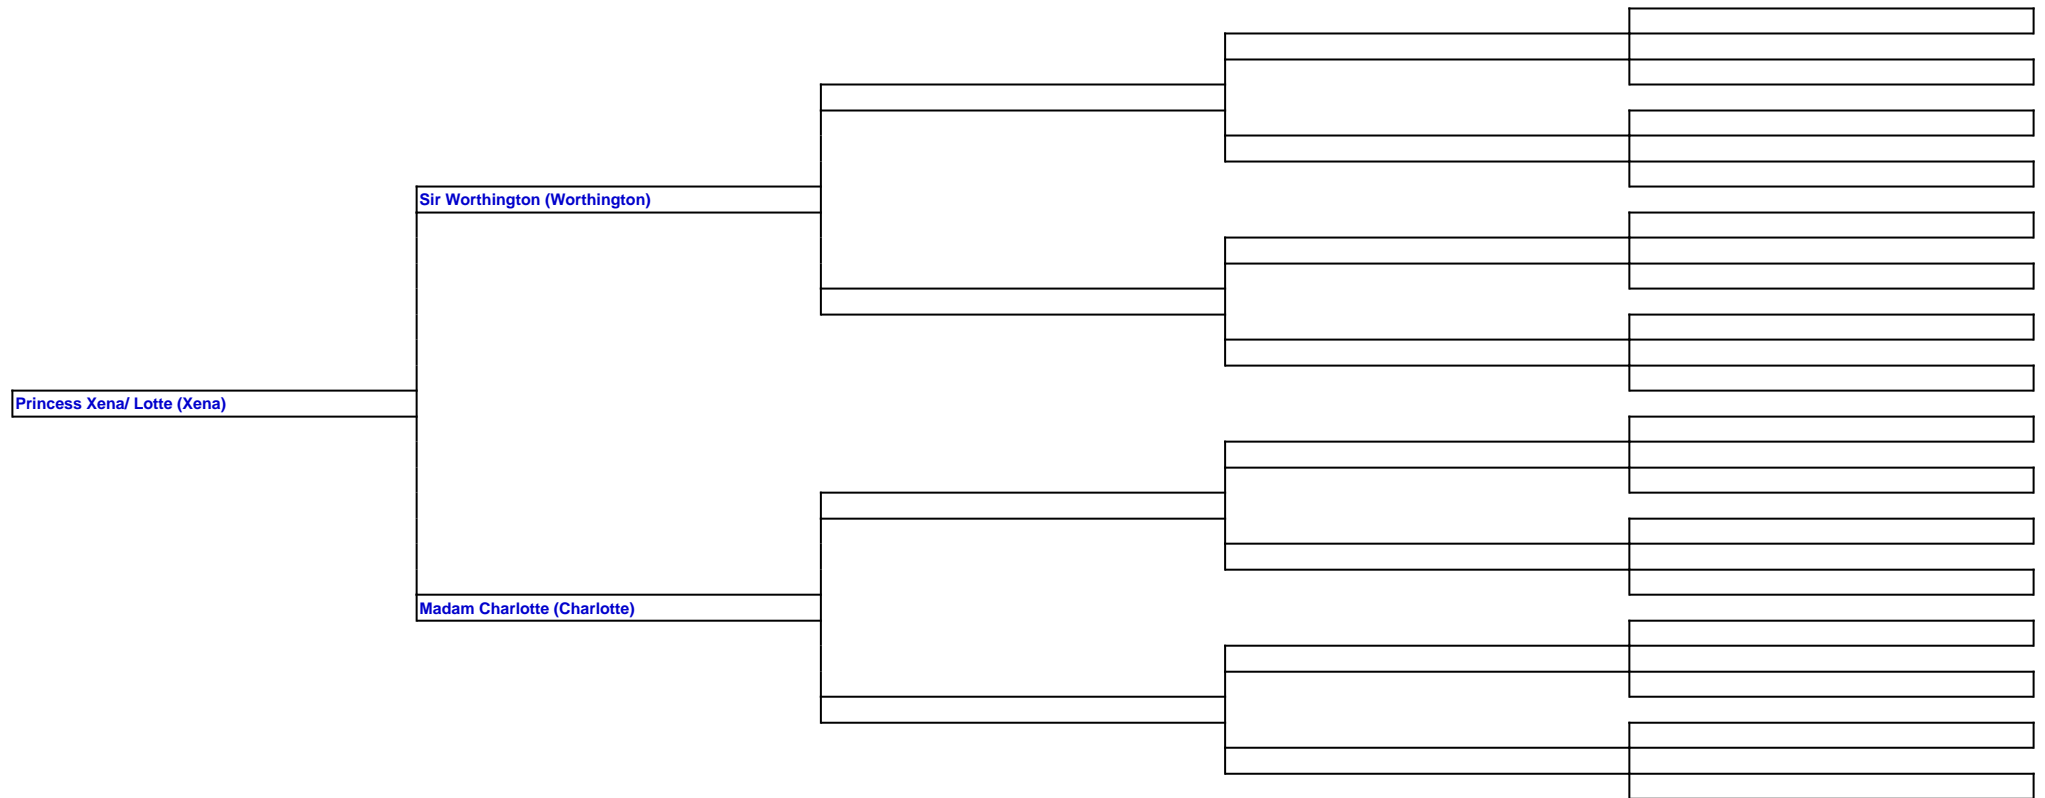 Sir Worthington (Worthington)
Princess Xena/ Lotte (Xena)
Madam Charlotte (Charlotte)